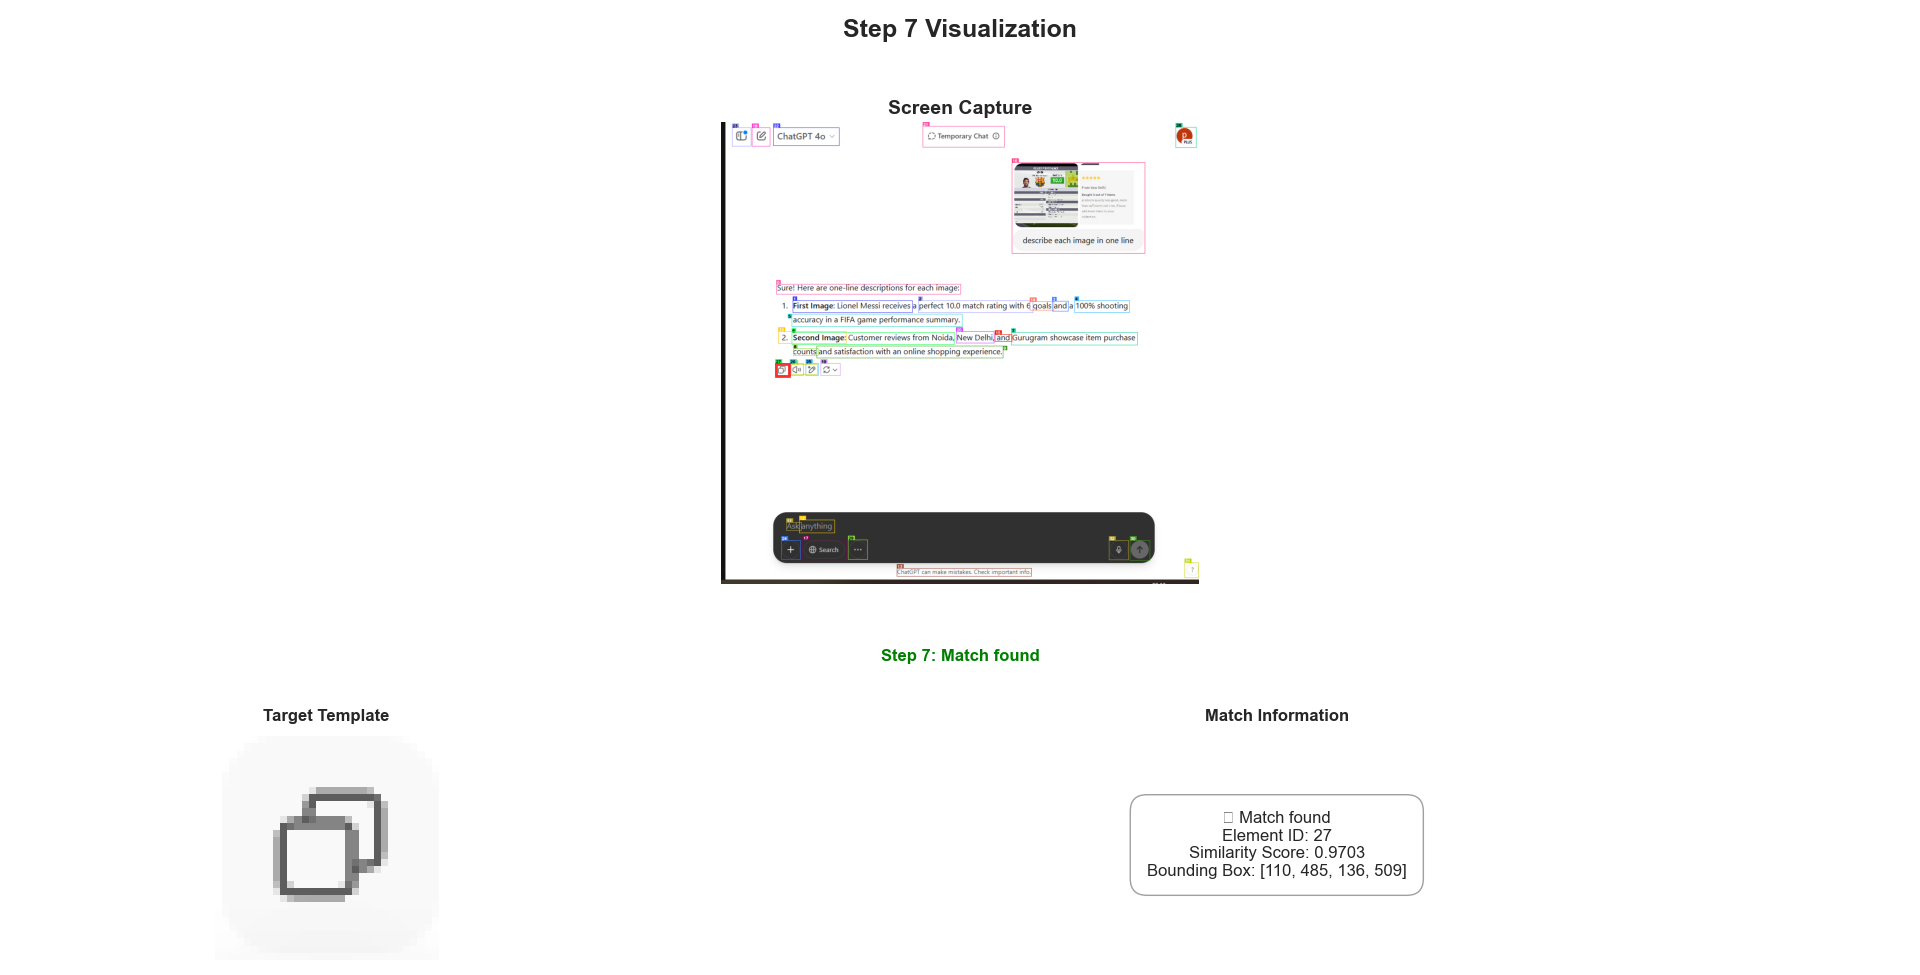 Step 7 Visualization
Screen Capture
ChatGPT 4o
Temporary Chat
PLUS
describe each image in one line
Sure! Here are one-line descriptions for each image:
1. First Image: Lionel Messi receives a perfect 10.0 match rating with 6 goals and a 100% shooting
accuracy in a FIFA game performance summary.
2. Second Image: Customer reviews from Noida, New Delhi, and Gurugram showcase item purchase
counts and satisfaction with an online shopping experience.
Ask anything
Search
ChatGPT can make mistakes. Check important info.
?
Step 7: Match found
Target Template
Match Information
Match found
Element ID: 27
Similarity Score: 0.9703
Bounding Box: [110, 485, 136, 509]